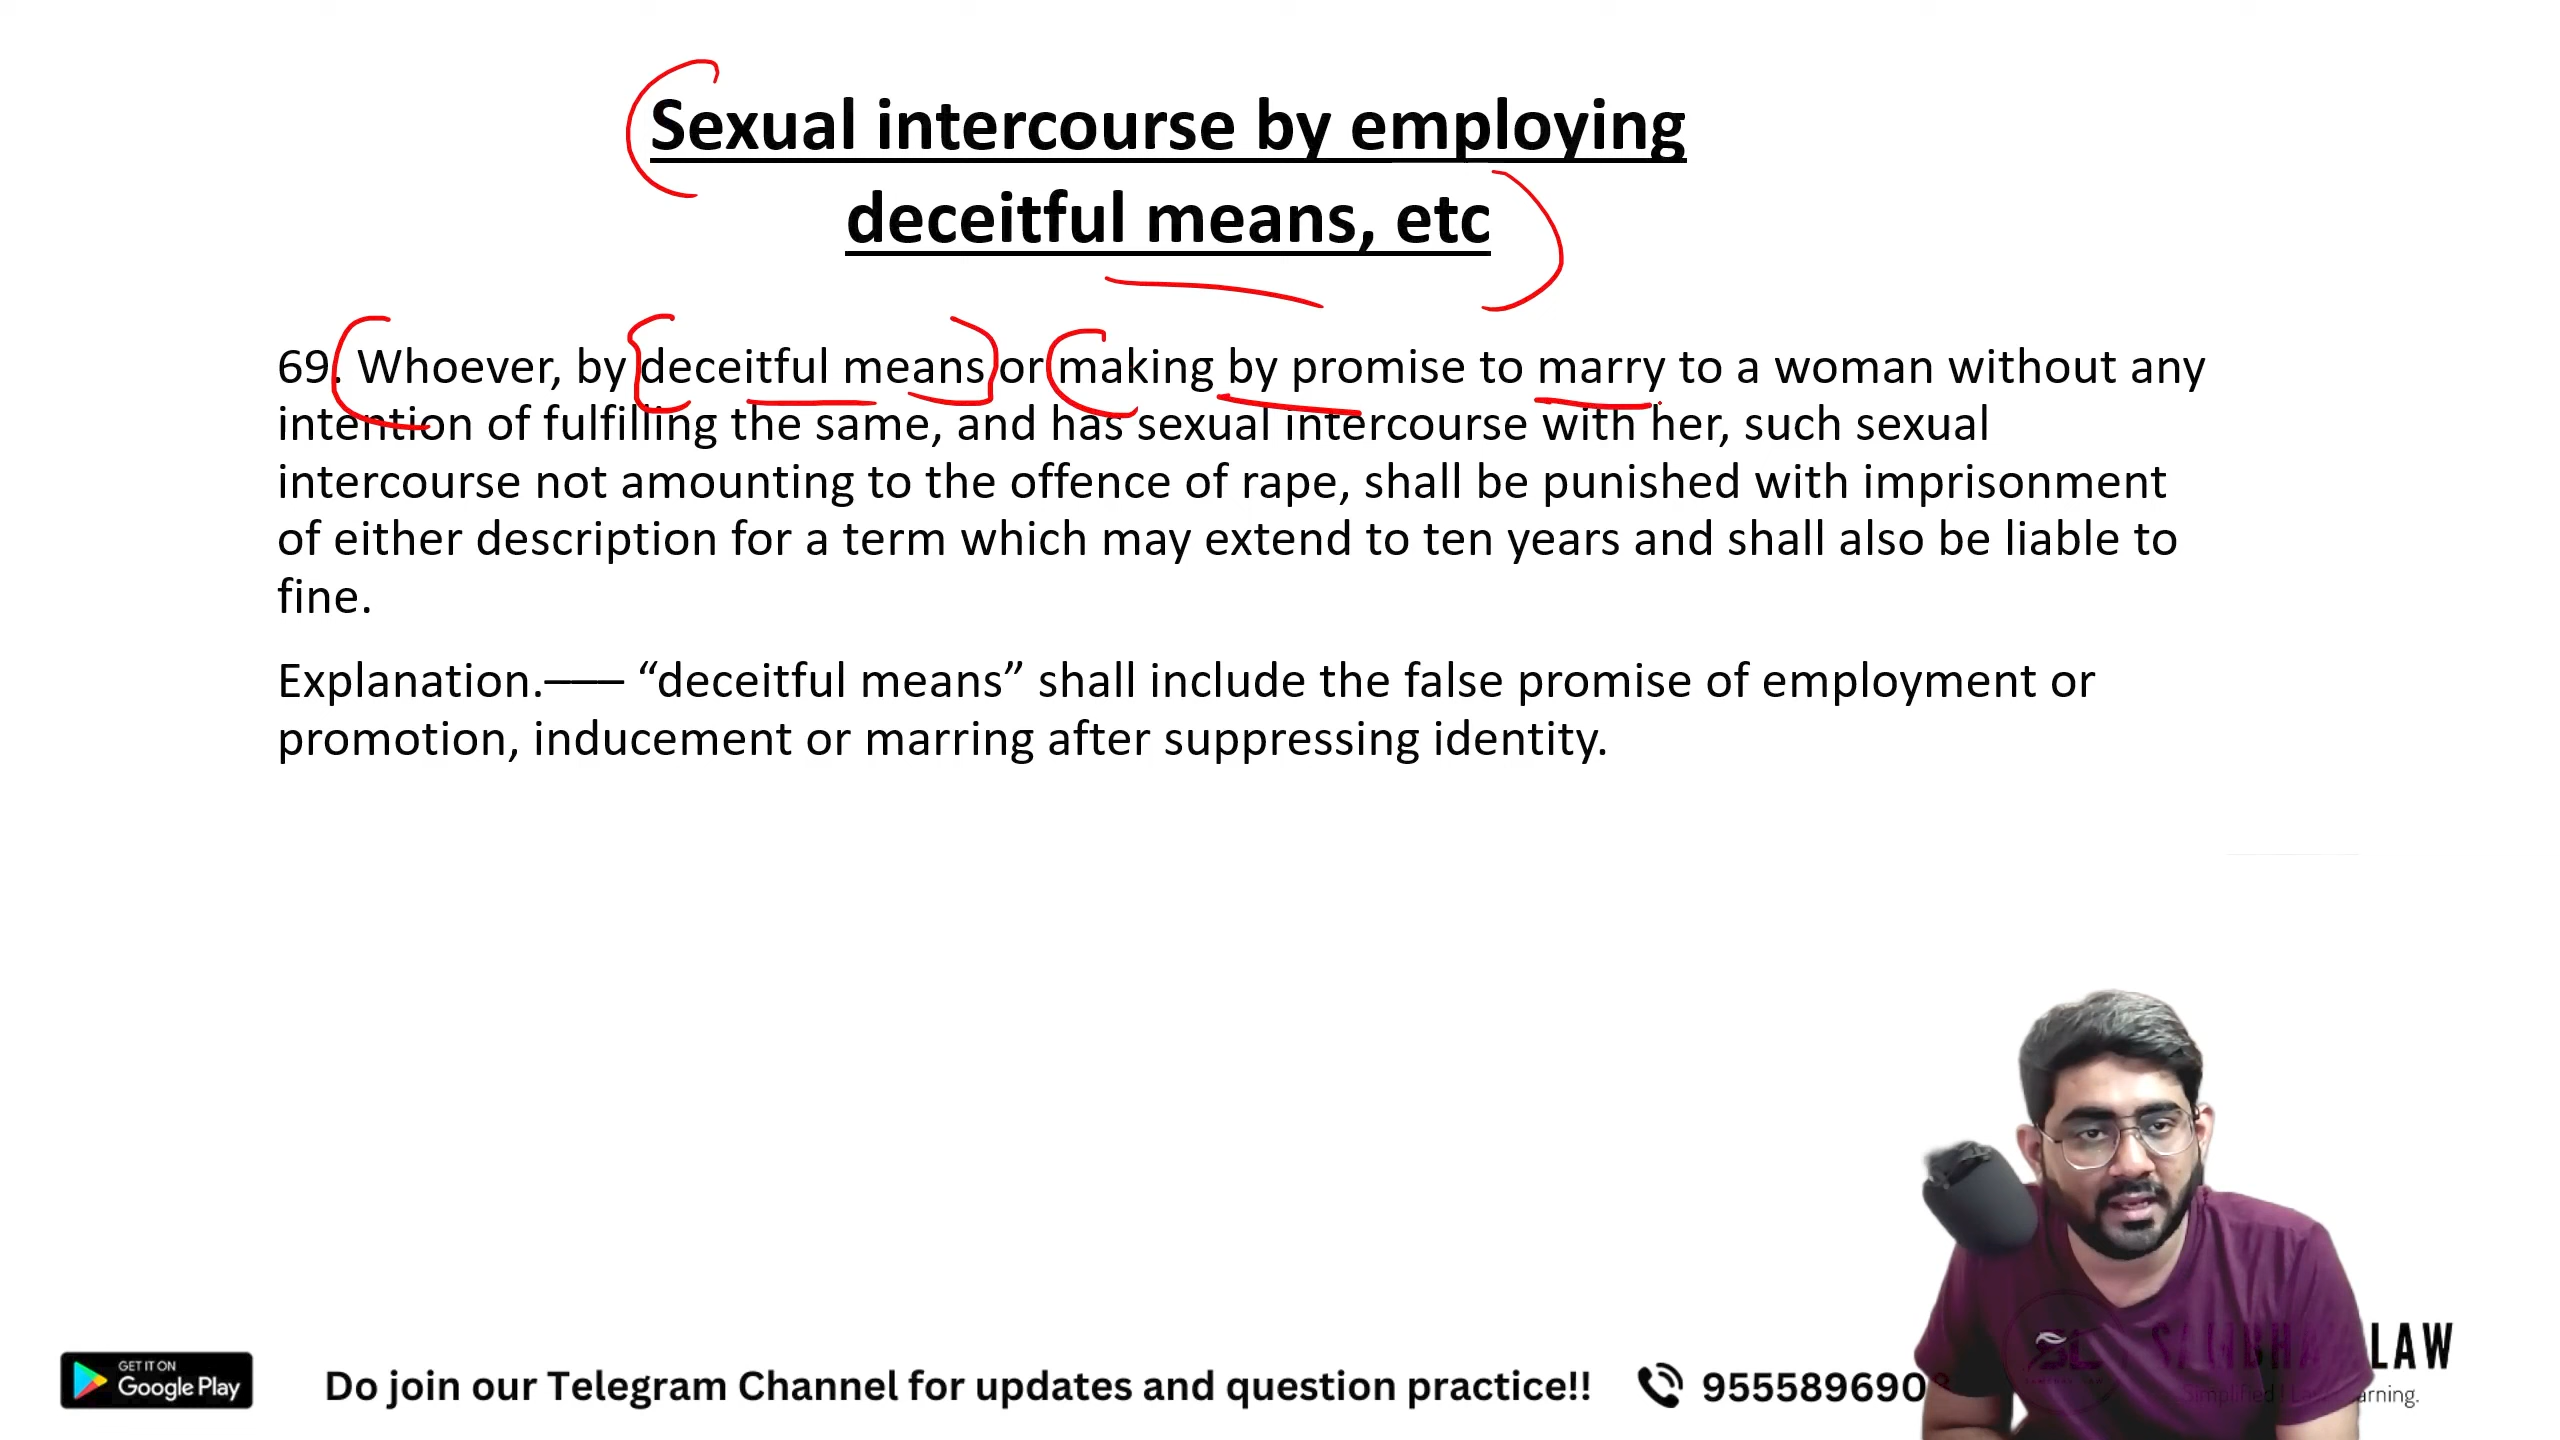 Sexual intercourse by employing
deceitful means, etc
69. Whoever, by deceitful means or making by promise to marry to a woman without any
intention of fulfilling the same, and has sexual intercourse with her, such sexual
intercourse not amounting to the offence of rape, shall be punished with imprisonment
of either description for a term which may extend to ten years and shall also be liable to
fine.
Explanation.–––– “deceitful means” shall include the false promise of employment or
promotion, inducement or marring after suppressing identity.
GET IT ON
Google Play
Do join our Telegram Channel for updates and question practice!!
955589690
LAW